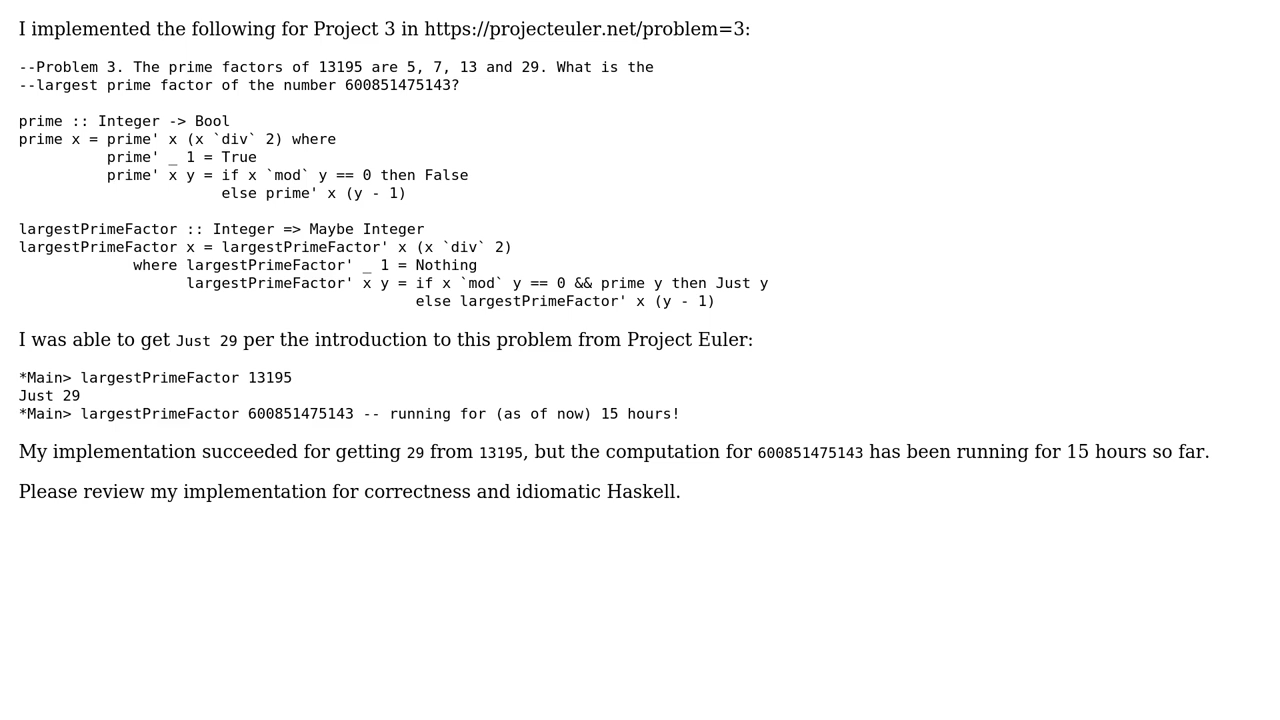 I implemented the following for Project 3 in https://projecteuler.net/problem=3:
--Problem 3. The prime factors of 13195 are 5, 7, 13 and 29. What is the
--largest prime factor of the number 600851475143?
prime :: Integer -> Bool
prime x = prime' x (x `div` 2) where
          prime' _ 1 = True
          prime' x y = if x `mod` y == 0 then False
                       else prime' x (y - 1)
largestPrimeFactor :: Integer => Maybe Integer
largestPrimeFactor x = largestPrimeFactor' x (x `div` 2)
             where largestPrimeFactor' _ 1 = Nothing
                   largestPrimeFactor' x y = if x `mod` y == 0 && prime y then Just y
                                             else largestPrimeFactor' x (y - 1)
I was able to get Just 29 per the introduction to this problem from Project Euler:
*Main> largestPrimeFactor 13195
Just 29
*Main> largestPrimeFactor 600851475143 -- running for (as of now) 15 hours!
My implementation succeeded for getting 29 from 13195, but the computation for 600851475143 has been running for 15 hours so far.
Please review my implementation for correctness and idiomatic Haskell.